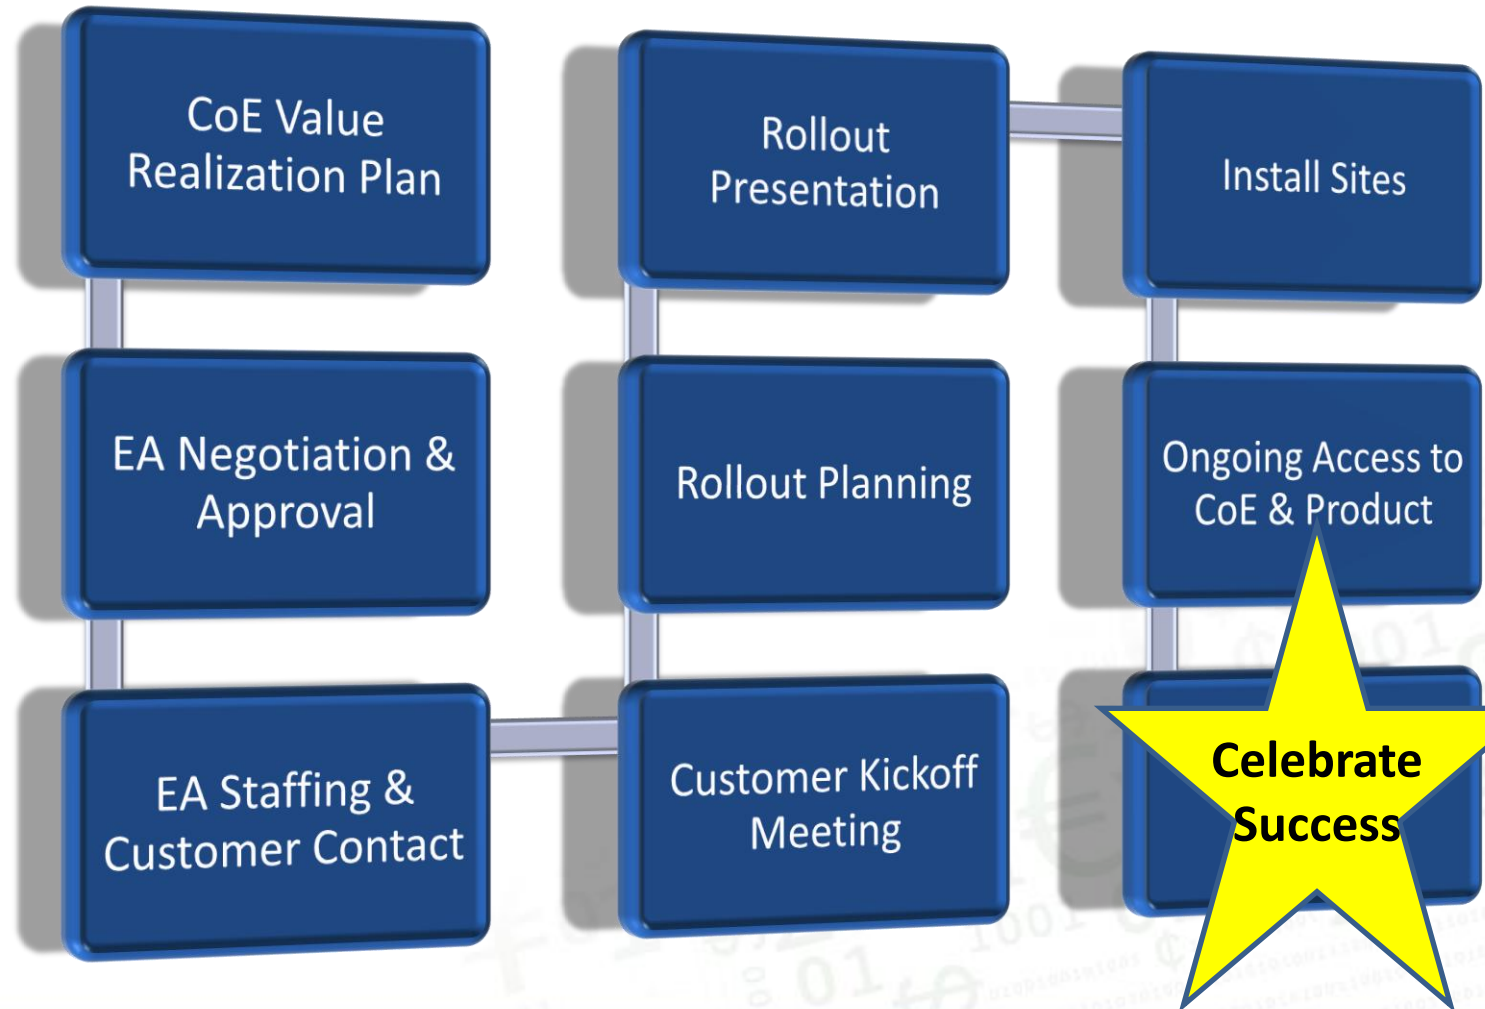 CoE Value
Realization Plan
EA Negotiation &
Approval
EA Staffing &
Customer Contact
Customer Kickoff
Meeting
Rollout Planning
Rollout
Presentation
Install Sites
Ongoing Access to
CoE & Product
Celebrate
Success